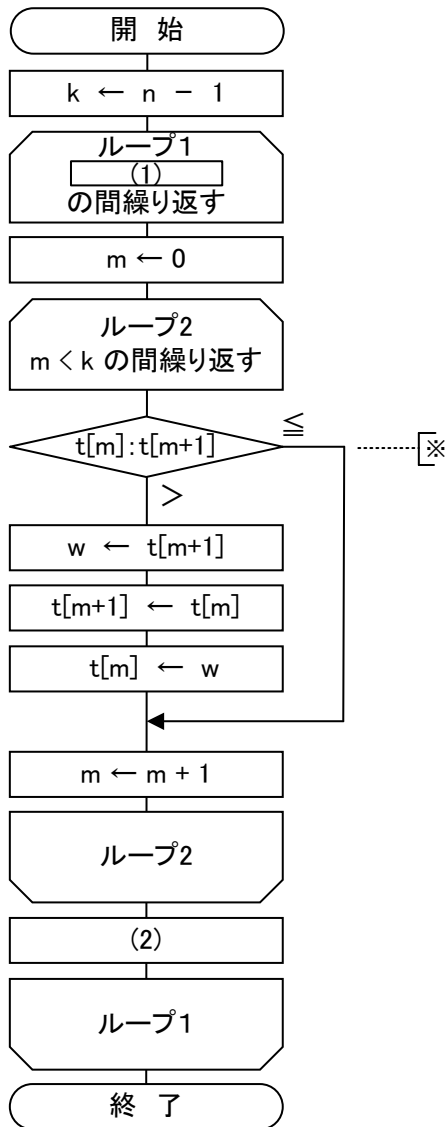 開 始
k ← n － 1
ループ1
(1)
の間繰り返す
m ← 0
ループ2
m < k の間繰り返す
t[m]:t[m+1]
≦
※
＞
w ← t[m+1]
t[m+1] ← t[m]
t[m] ← w
m ← m + 1
ループ2
(2)
ループ1
終 了